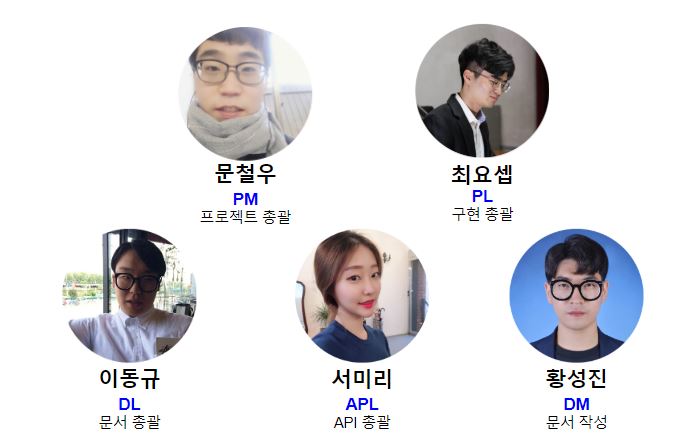 문철우
PM
프로젝트 총괄
최요셉
PL
구현 총괄
이동규
DL
문서 총괄
서미리
APL
API 총괄
황성진
DM
문서 작성